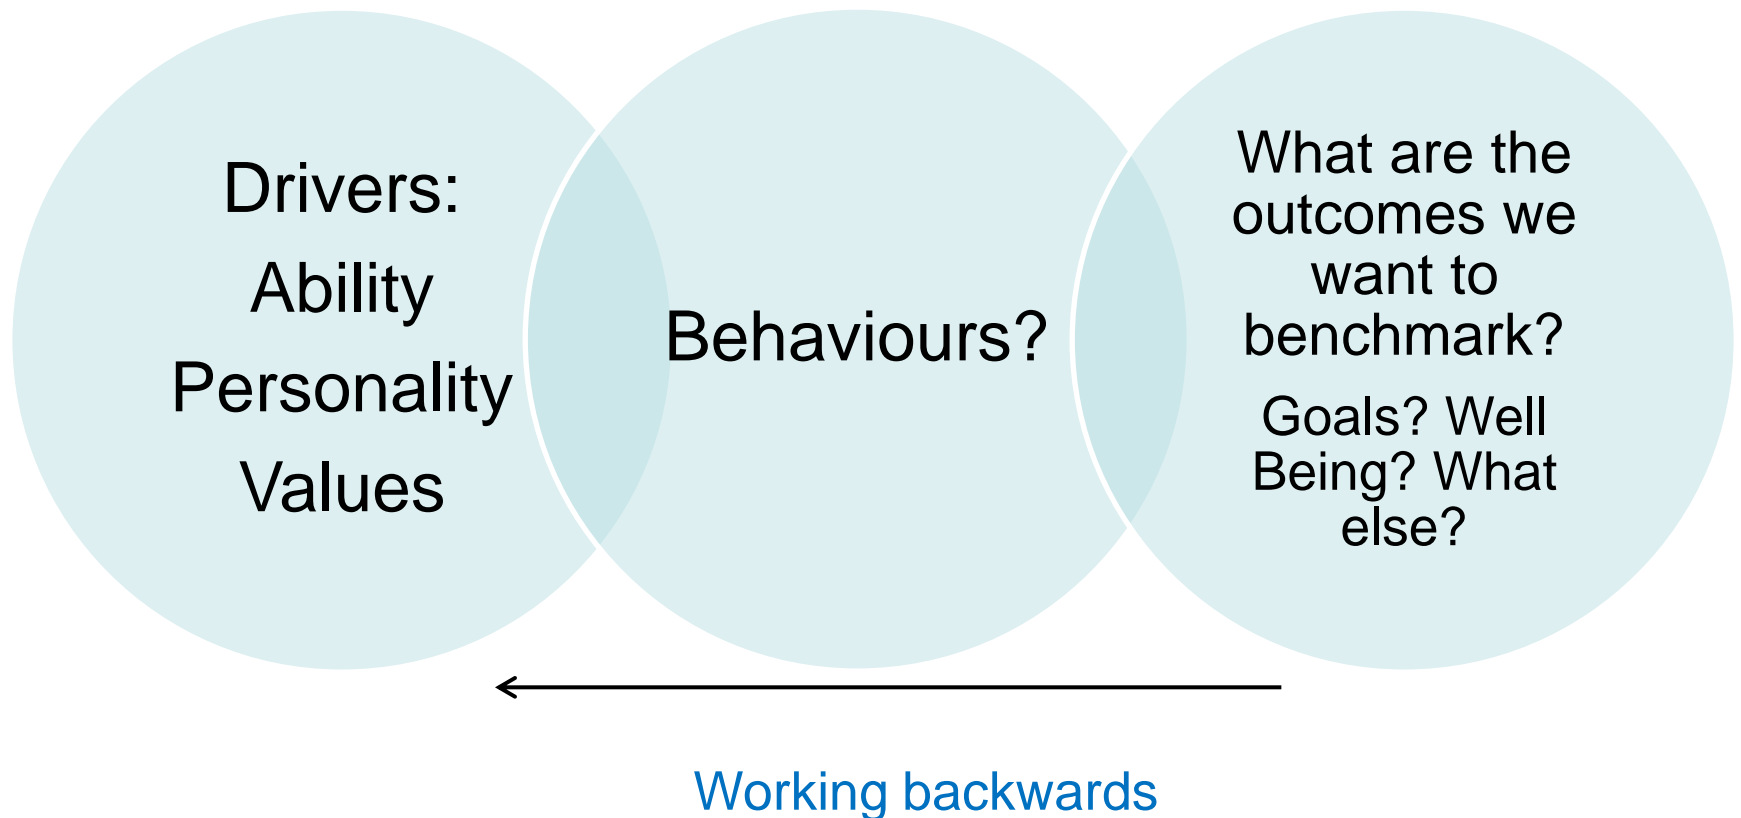 Drivers:
Ability
Personality
Values
Behaviours?
What are the
outcomes we
want to
benchmark?
Goals? Well
Being? What
else?
Working backwards